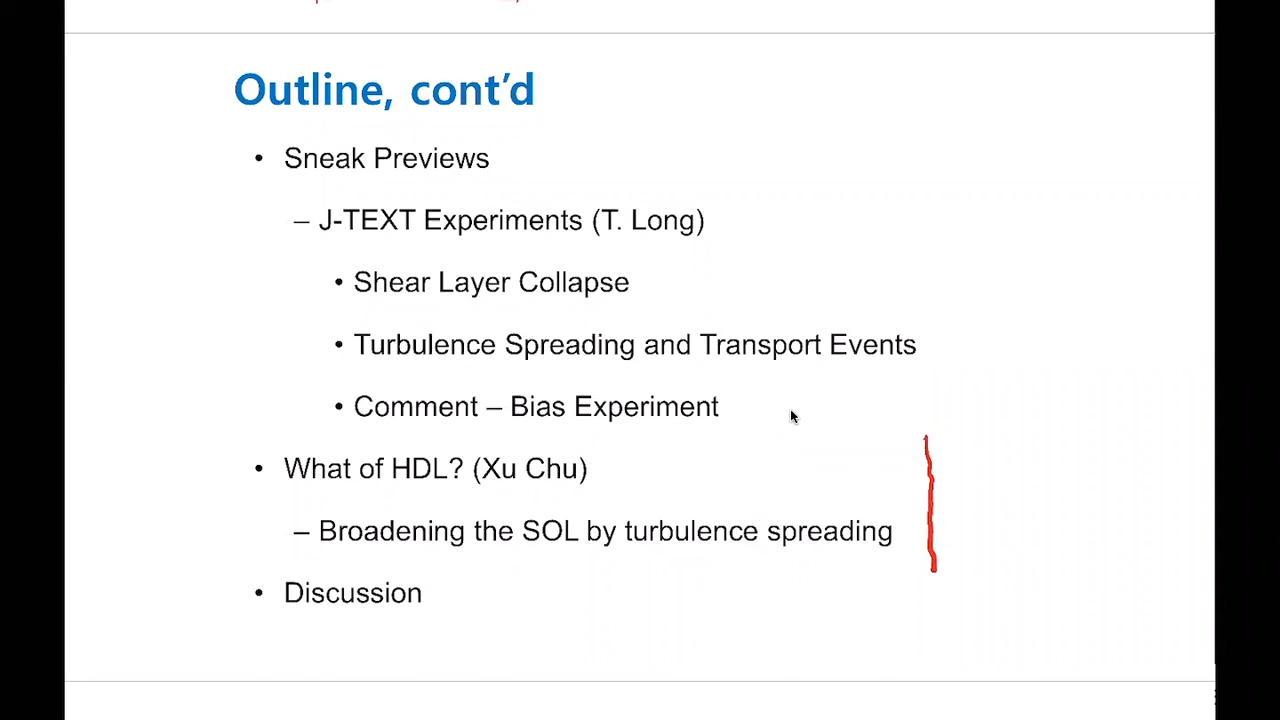 Outline, cont’d
• Sneak Previews
– J-TEXT Experiments (T. Long)
• Shear Layer Collapse
• Turbulence Spreading and Transport Events
• Comment – Bias Experiment
• What of HDL? (Xu Chu)
– Broadening the SOL by turbulence spreading
• Discussion